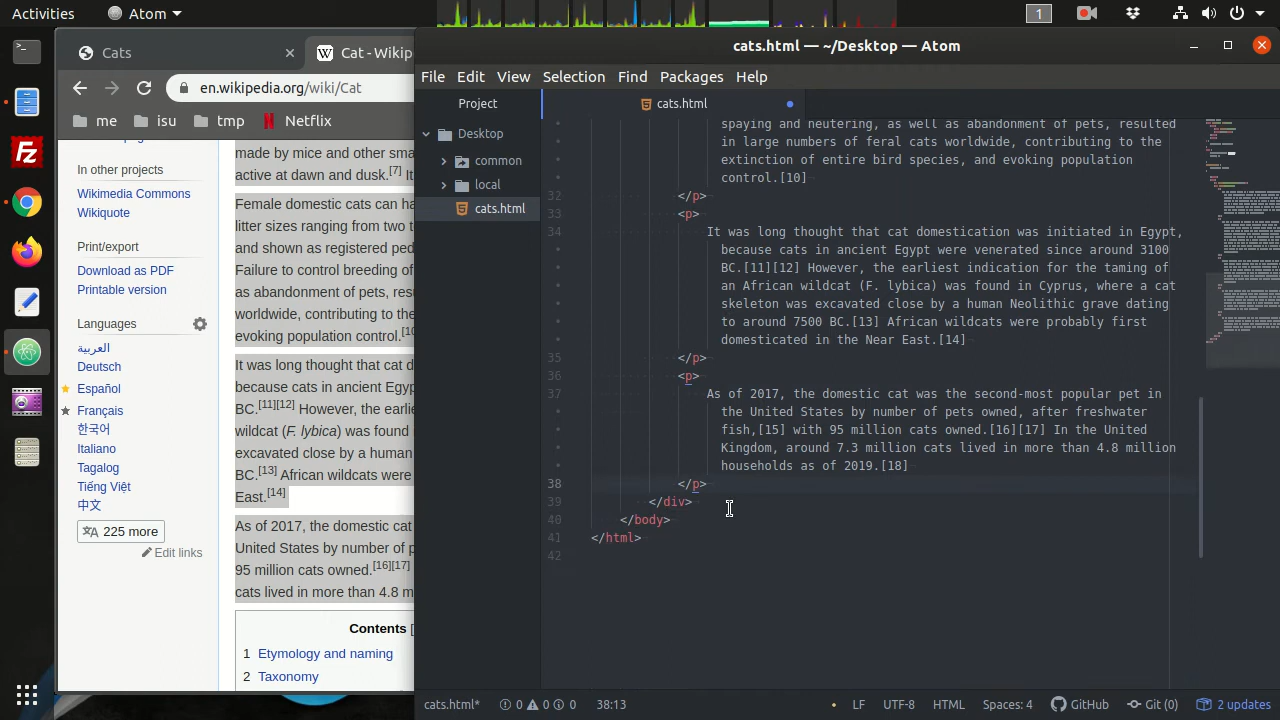 Activities
Atom
1
Cats
Cat - Wikip
en.wikipedia.org/wiki/Cat
me
isu
tmp
Netflix
In other projects
Wikimedia Commons
Wikiquote
Print/export
Download as PDF
Printable version
Languages
العربية
Deutsch
Español
Français
한국어
Italiano
Tagalog
Tiếng Việt
中文
225 more
Edit links
made by mice and other sma
active at dawn and dusk.[7] It
Female domestic cats can ha
litter sizes ranging from two t
and shown as registered ped
Failure to control breeding of
as abandonment of pets, resu
worldwide, contributing to the
evoking population control.[10
It was long thought that cat d
because cats in ancient Egyp
BC.[11][12] However, the earli
wildcat (F. lybica) was found i
excavated close by a human
BC.[13] African wildcats were
East.[14]
As of 2017, the domestic cat
United States by number of p
95 million cats owned.[16][17]
cats lived in more than 4.8 m
Contents [
1 Etymology and naming
2 Taxonomy
cats.html — ~/Desktop — Atom
File Edit View Selection Find Packages Help
Project
Desktop
common
local
cats.html
cats.html
spaying and neutering, as well as abandonment of pets, resulted
in large numbers of feral cats worldwide, contributing to the
extinction of entire bird species, and evoking population
control.[10]
32 </p>
33 <p>
34 It was long thought that cat domestication was initiated in Egypt,
because cats in ancient Egypt were venerated since around 3100
BC.[11][12] However, the earliest indication for the taming of
an African wildcat (F. lybica) was found in Cyprus, where a cat
skeleton was excavated close by a human Neolithic grave dating
to around 7500 BC.[13] African wildcats were probably first
domesticated in the Near East.[14]
35 </p>
36 <p>
37 As of 2017, the domestic cat was the second-most popular pet in
the United States by number of pets owned, after freshwater
fish,[15] with 95 million cats owned.[16][17] In the United
Kingdom, around 7.3 million cats lived in more than 4.8 million
households as of 2019.[18]
38 </p>
39 </div>
40 </body>
41 </html>
42
cats.html*
0 0 0
38:13
LF
UTF-8
HTML
Spaces: 4
GitHub
Git (0)
2 updates